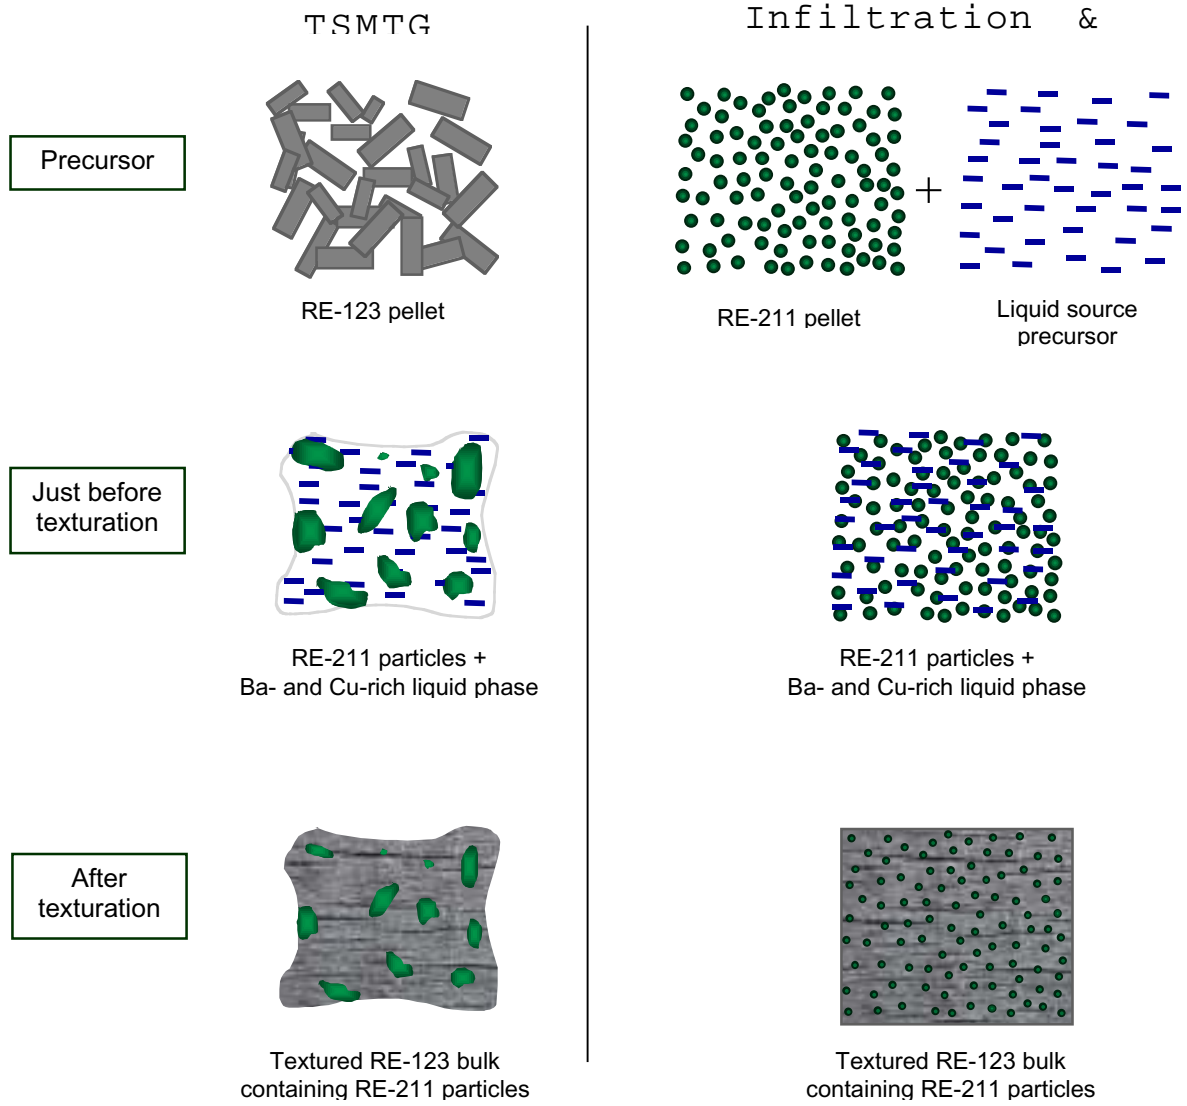 TSMTG
Infiltration &
Precursor
+
RE-123 pellet
RE-211 pellet
Liquid source
precursor
Just before
texturation
RE-211 particles +
Ba- and Cu-rich liquid phase
RE-211 particles +
Ba- and Cu-rich liquid phase
After
texturation
Textured RE-123 bulk
containing RE-211 particles
Textured RE-123 bulk
containing RE-211 particles